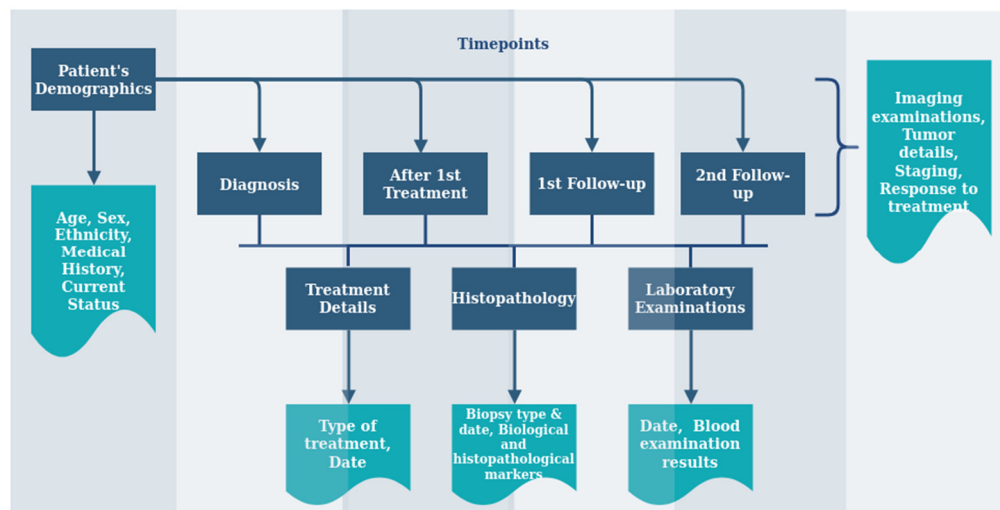 Timepoints
Patient's
Demographics
Imaging
examinations,
Tumor
details,
Staging,
Response to
treatment
Diagnosis
After 1st
Treatment
1st Follow-up
2nd Follow-
up
Age, Sex,
Ethnicity,
Medical
History,
Current
Status
Treatment
Details
Histopathology
Laboratory
Examinations
Type of
treatment,
Date
Biopsy type &
date, Biological
and
histopathological
markers
Date,  Blood
examination
results